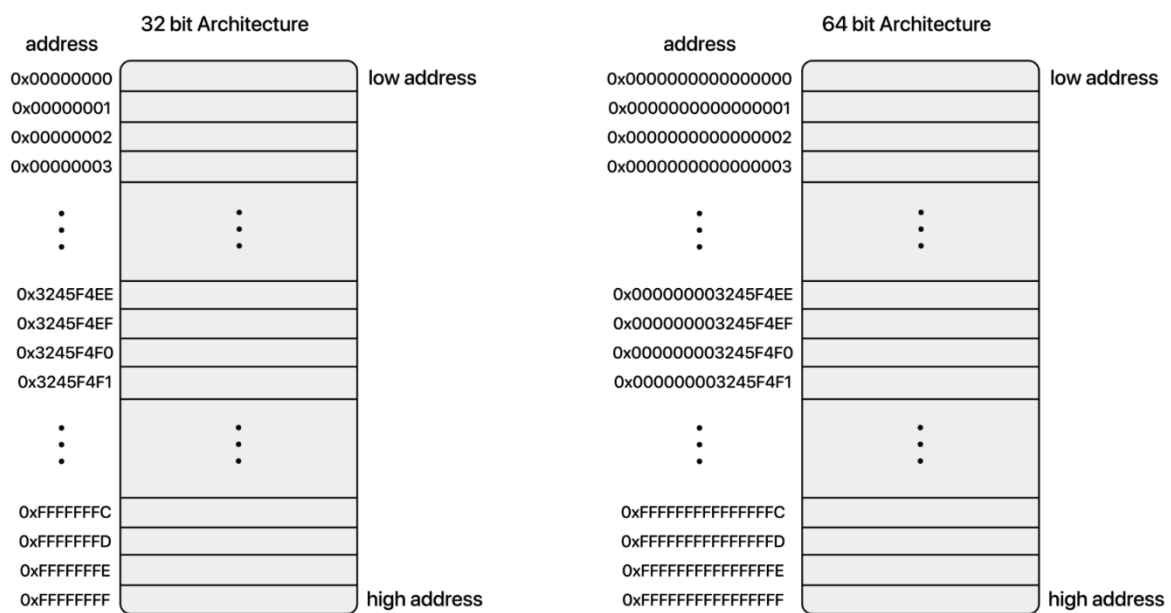 32 bit Architecture
address
0x00000000
low address
0x00000001
0x00000002
0x00000003
0x3245F4EE
0x3245F4EF
0x3245F4F0
0x3245F4F1
0xFFFFFFFC
0xFFFFFFFD
0xFFFFFFFE
0xFFFFFFFF
high address
64 bit Architecture
address
0x0000000000000000
low address
0x0000000000000001
0x0000000000000002
0x0000000000000003
0x000000003245F4EE
0x000000003245F4EF
0x000000003245F4F0
0x000000003245F4F1
0xFFFFFFFFFFFFFFFC
0xFFFFFFFFFFFFFFFD
0xFFFFFFFFFFFFFFFE
0xFFFFFFFFFFFFFFFF
high address